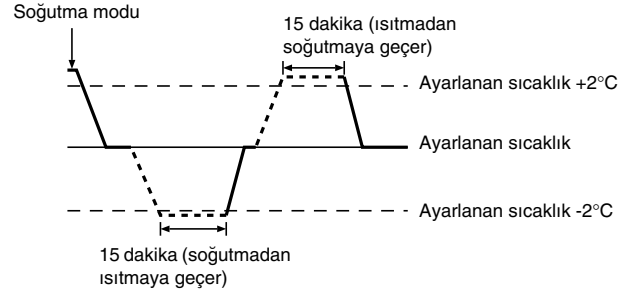 Soğutma modu
15 dakika (ısıtmadan
soğutmaya geçer)
Ayarlanan sıcaklık +2°C
Ayarlanan sıcaklık
Ayarlanan sıcaklık -2°C
15 dakika (soğutmadan
ısıtmaya geçer)